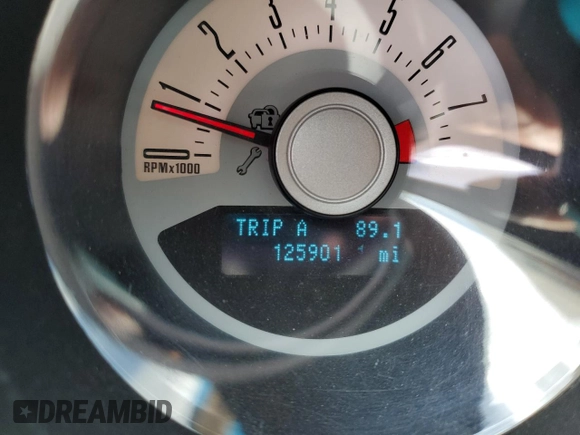 1 2 3 4 5 6 7
RPMx1000
TRIP A 89.1
125901 mi
DREAMBID